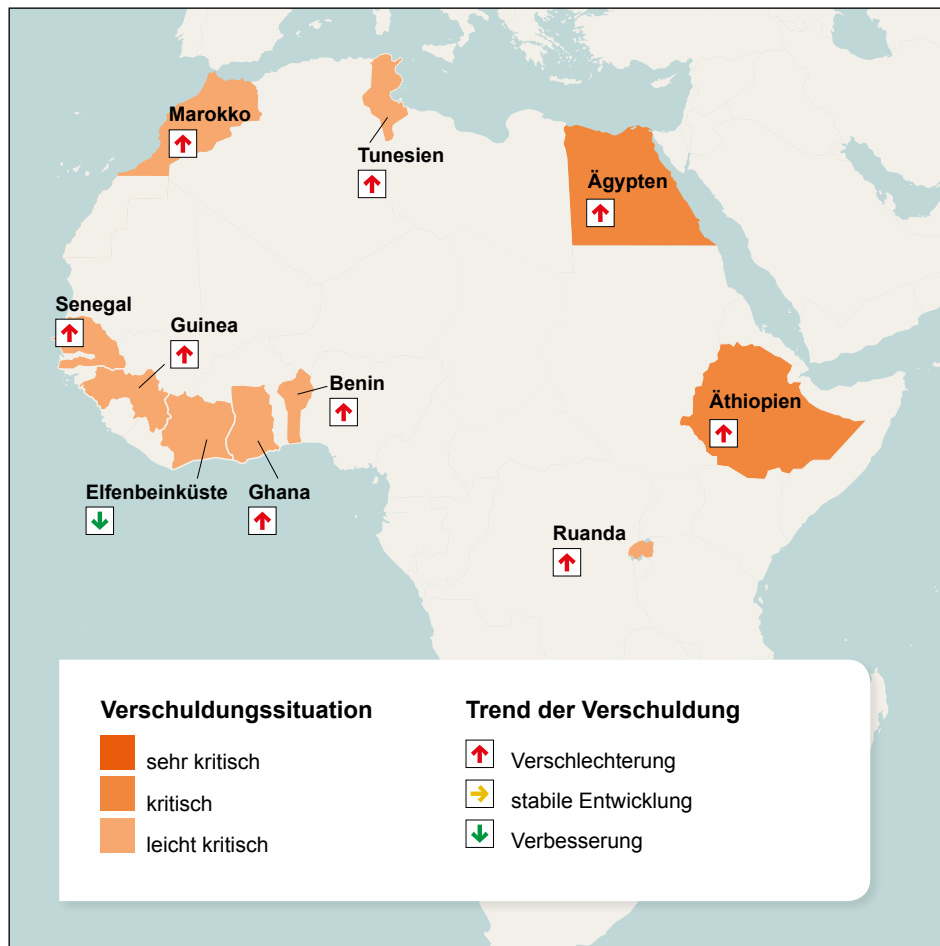 Marokko
Tunesien
Ägypten
Senegal
Guinea
Benin
Äthiopien
Elfenbeinküste
Ghana
Ruanda
Verschuldungssituation
sehr kritisch
kritisch
leicht kritisch
Trend der Verschuldung
Verschlechterung
stabile Entwicklung
Verbesserung